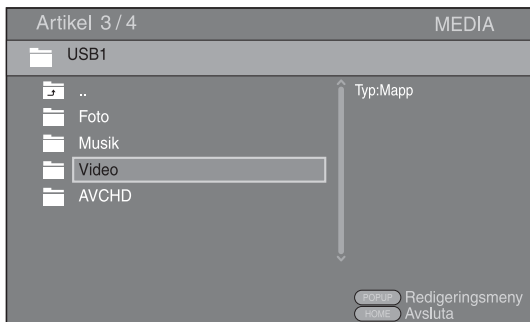 Artikel 3 / 4 MEDIA
USB1
..
Typ:Mapp
Foto
Musik
Video
AVCHD
POPUP Redigeringsmeny
HOME Avsluta